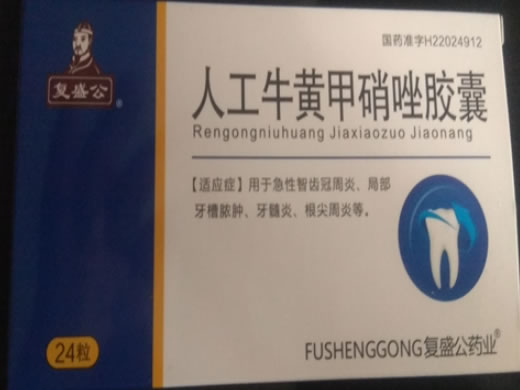 国药准字H22024912
复盛公®
人工牛黄甲硝唑胶囊
Rengongniuhuang Jiaxiaozuo Jiaonang
【适应症】用于急性智齿冠周炎、局部
牙槽脓肿、牙髓炎、根尖周炎等。
24粒
FUSHENGGONG复盛公药业®